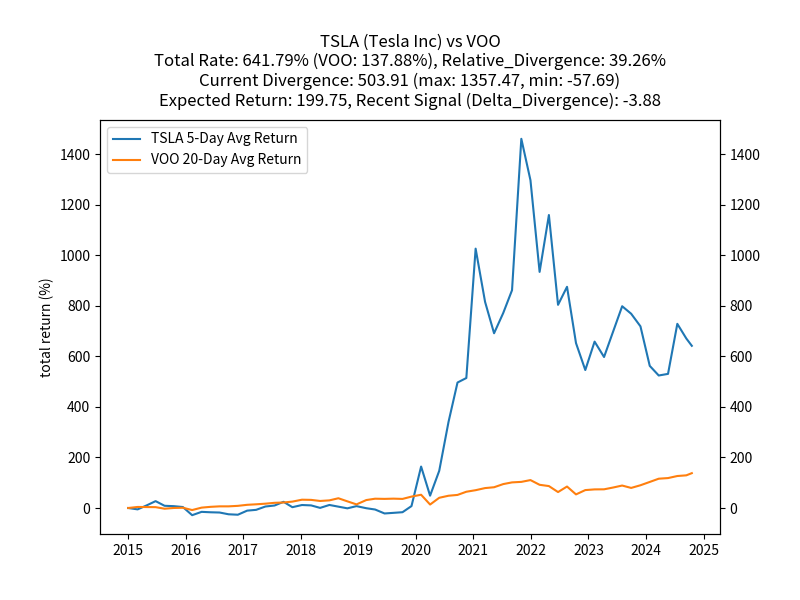 TSLA (Tesla Inc) vs VOO
Total Rate: 641.79% (VOO: 137.88%), Relative_Divergence: 39.26%
Current Divergence: 503.91 (max: 1357.47, min: -57.69)
Expected Return: 199.75, Recent Signal (Delta_Divergence): -3.88
TSLA 5-Day Avg Return
VOO 20-Day Avg Return
total return (%)
1400 1400
1200 1200
1000 1000
800 800
600 600
400 400
200 200
0 0
2015 2016 2017 2018 2019 2020 2021 2022 2023 2024 2025